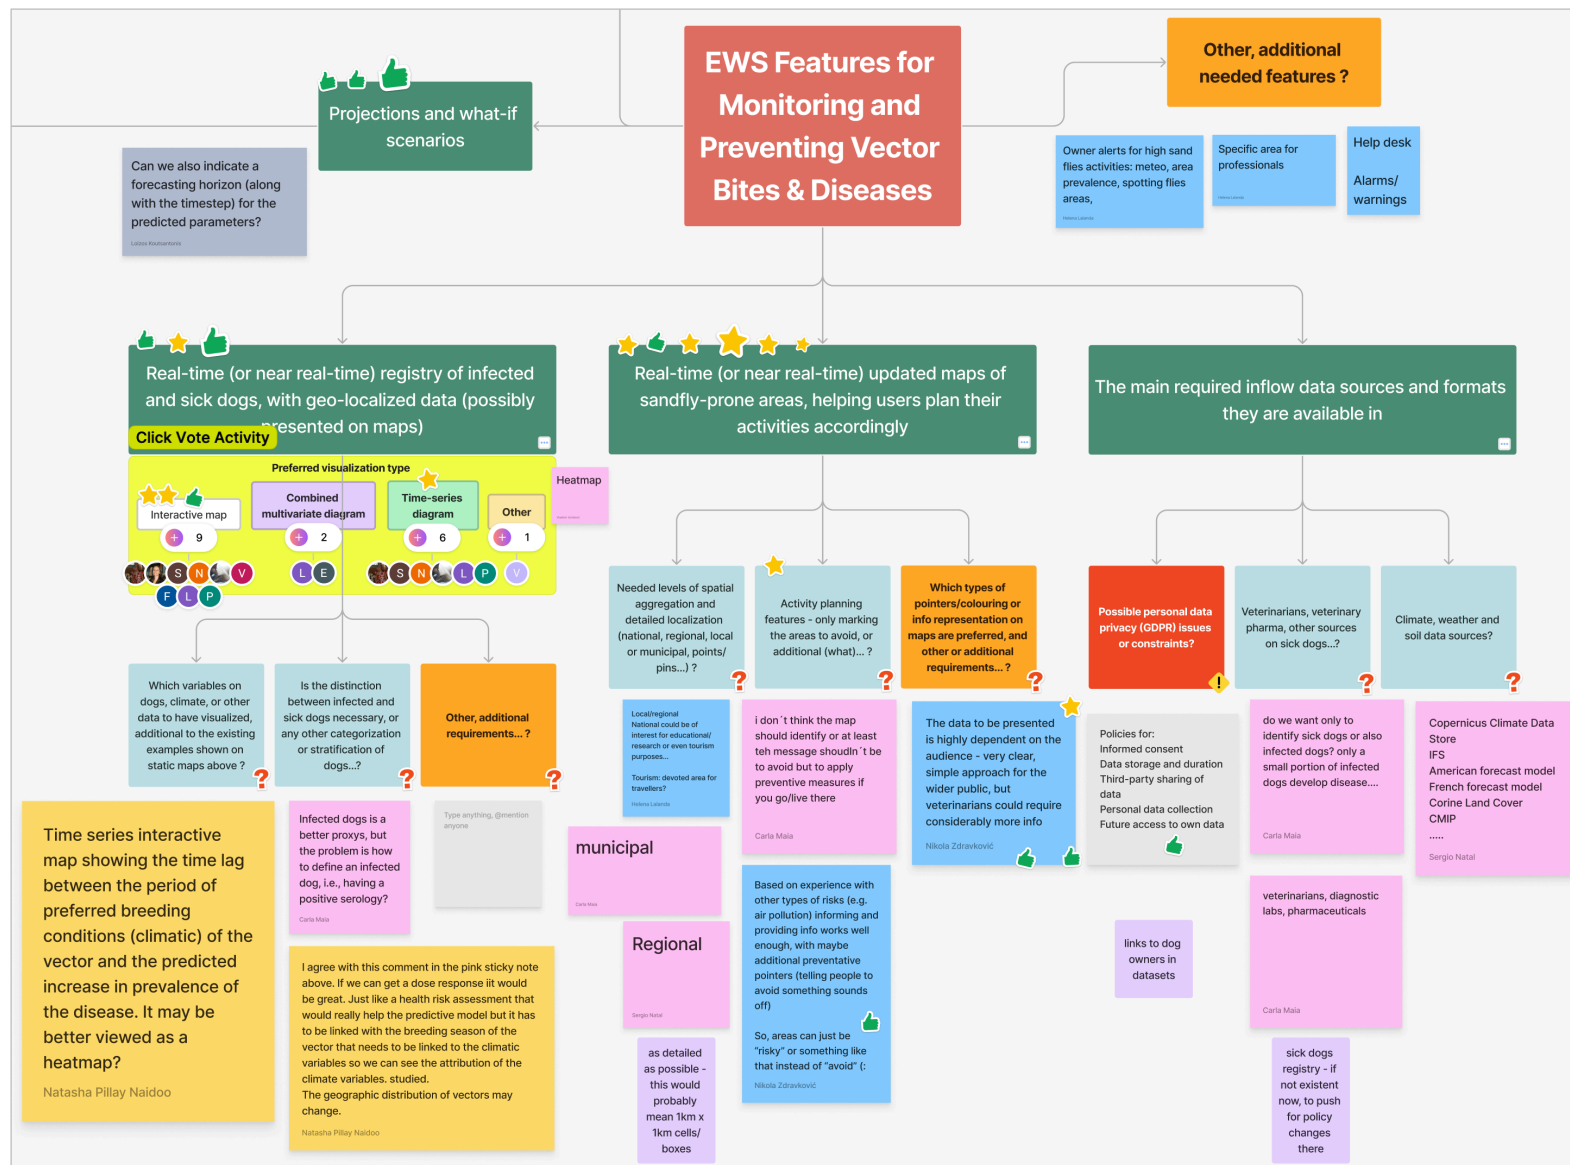 EWS Features for
Monitoring and
Preventing Vector
Bites & Diseases
Other, additional
needed features ?
Projections and what-if
scenarios
Can we also indicate a
forecasting horizon (along
with the timestep) for the
predicted parameters?
Loizos Koutsantonis
Owner alerts for high sand
flies activities: meteo, area
prevalence, spotting flies
areas,
Helena Lalanda
Specific area for
professionals
Helena Lalanda
Help desk
Alarms/
warnings
Real-time (or near real-time) registry of infected
and sick dogs, with geo-localized data (possibly
presented on maps)
Click Vote Activity
Preferred visualization type
Interactive map
9
Combined
multivariate diagram
2
Time-series
diagram
6
Other
1
S
N
V
F
L
P
L
E
S
N
L
P
V
Heatmap
Real-time (or near real-time) updated maps of
sandfly-prone areas, helping users plan their
activities accordingly
The main required inflow data sources and formats
they are available in
Which variables on
dogs, climate, or other
data to have visualized,
additional to the existing
examples shown on
static maps above ?
?
Is the distinction
between infected and
sick dogs necessary, or
any other categorization
or stratification of
dogs...?
?
Other, additional
requirements... ?
?
Time series interactive
map showing the time lag
between the period of
preferred breeding
conditions (climatic) of the
vector and the predicted
increase in prevalence of
the disease. It may be
better viewed as a
heatmap?
Natasha Pillay Naidoo
Infected dogs is a
better proxys, but
the problem is how
to define an infected
dog, i.e., having a
positive serology?
Carla Maia
Type anything, @mention
anyone
I agree with this comment in the pink sticky note
above. If we can get a dose response iit would
be great. Just like a health risk assessment that
would really help the predictive model but it has
to be linked with the breeding season of the
vector that needs to be linked to the climatic
variables so we can see the attribution of the
climate variables. studied.
The geographic distribution of vectors may
change.
Natasha Pillay Naidoo
Needed levels of spatial
aggregation and
detailed localization
(national, regional, local
or municipal, points/
pins...) ?
?
Activity planning
features - only marking
the areas to avoid, or
additional (what)... ?
?
Which types of
pointers/colouring or
info representation on
maps are preferred, and
other or additional
requirements... ?
?
Local/regional
National could be of
interest for educational/
research or even tourism
purposes...
Tourism: devoted area for
travellers?
Helena Lalanda
municipal
Carla Maia
Regional
Sergio Natal
as detailed
as possible -
this would
probably
mean 1km x
1km cells/
boxes
i don´t think the map
should identify or at least
teh message shoudln´t be
to avoid but to apply
preventive measures if
you go/live there
Carla Maia
Based on experience with
other types of risks (e.g.
air pollution) informing and
providing info works well
enough, with maybe
additional preventative
pointers (telling people to
avoid something sounds
off)
So, areas can just be
"risky" or something like
that instead of "avoid" (:
Nikola Zdravković
The data to be presented
is highly dependent on the
audience - very clear,
simple approach for the
wider public, but
veterinarians could require
considerably more info
Nikola Zdravković
Possible personal data
privacy (GDPR) issues
or constraints?
!
Veterinarians, veterinary
pharma, other sources
on sick dogs...?
?
Climate, weather and
soil data sources?
?
Policies for:
Informed consent
Data storage and duration
Third-party sharing of
data
Personal data collection
Future access to own data
links to dog
owners in
datasets
do we want only to
identify sick dogs or also
infected dogs? only a
small portion of infected
dogs develop disease....
Carla Maia
veterinarians, diagnostic
labs, pharmaceuticals
Carla Maia
sick dogs
registry - if
not existent
now, to push
for policy
changes
there
Copernicus Climate Data
Store
IFS
American forecast model
French forecast model
Corine Land Cover
CMIP
.....
Sergio Natal